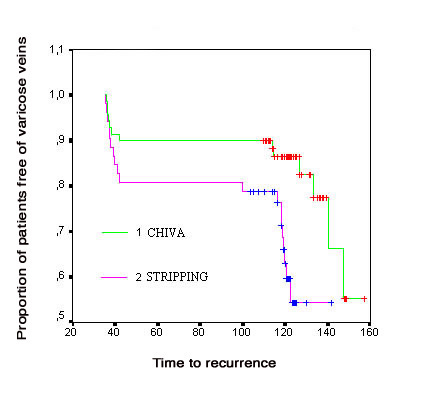 Proportion of patients free of varicose veins
1,1
1,0
,9
,8
,7
,6
,5
1 CHIVA
2 STRIPPING
20 40 60 80 100 120 140 160
Time to recurrence